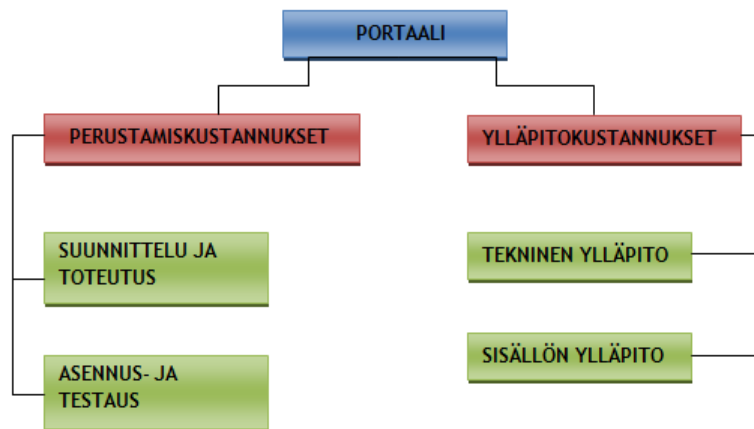 PORTAALI
PERUSTAMISKUSTANNUKSET
YLLÄPITOKUSTANNUKSET
SUUNNITTELU JA
TOTEUTUS
TEKNINEN YLLÄPITO
SISÄLLÖN YLLÄPITO
ASENNUS- JA
TESTAUS